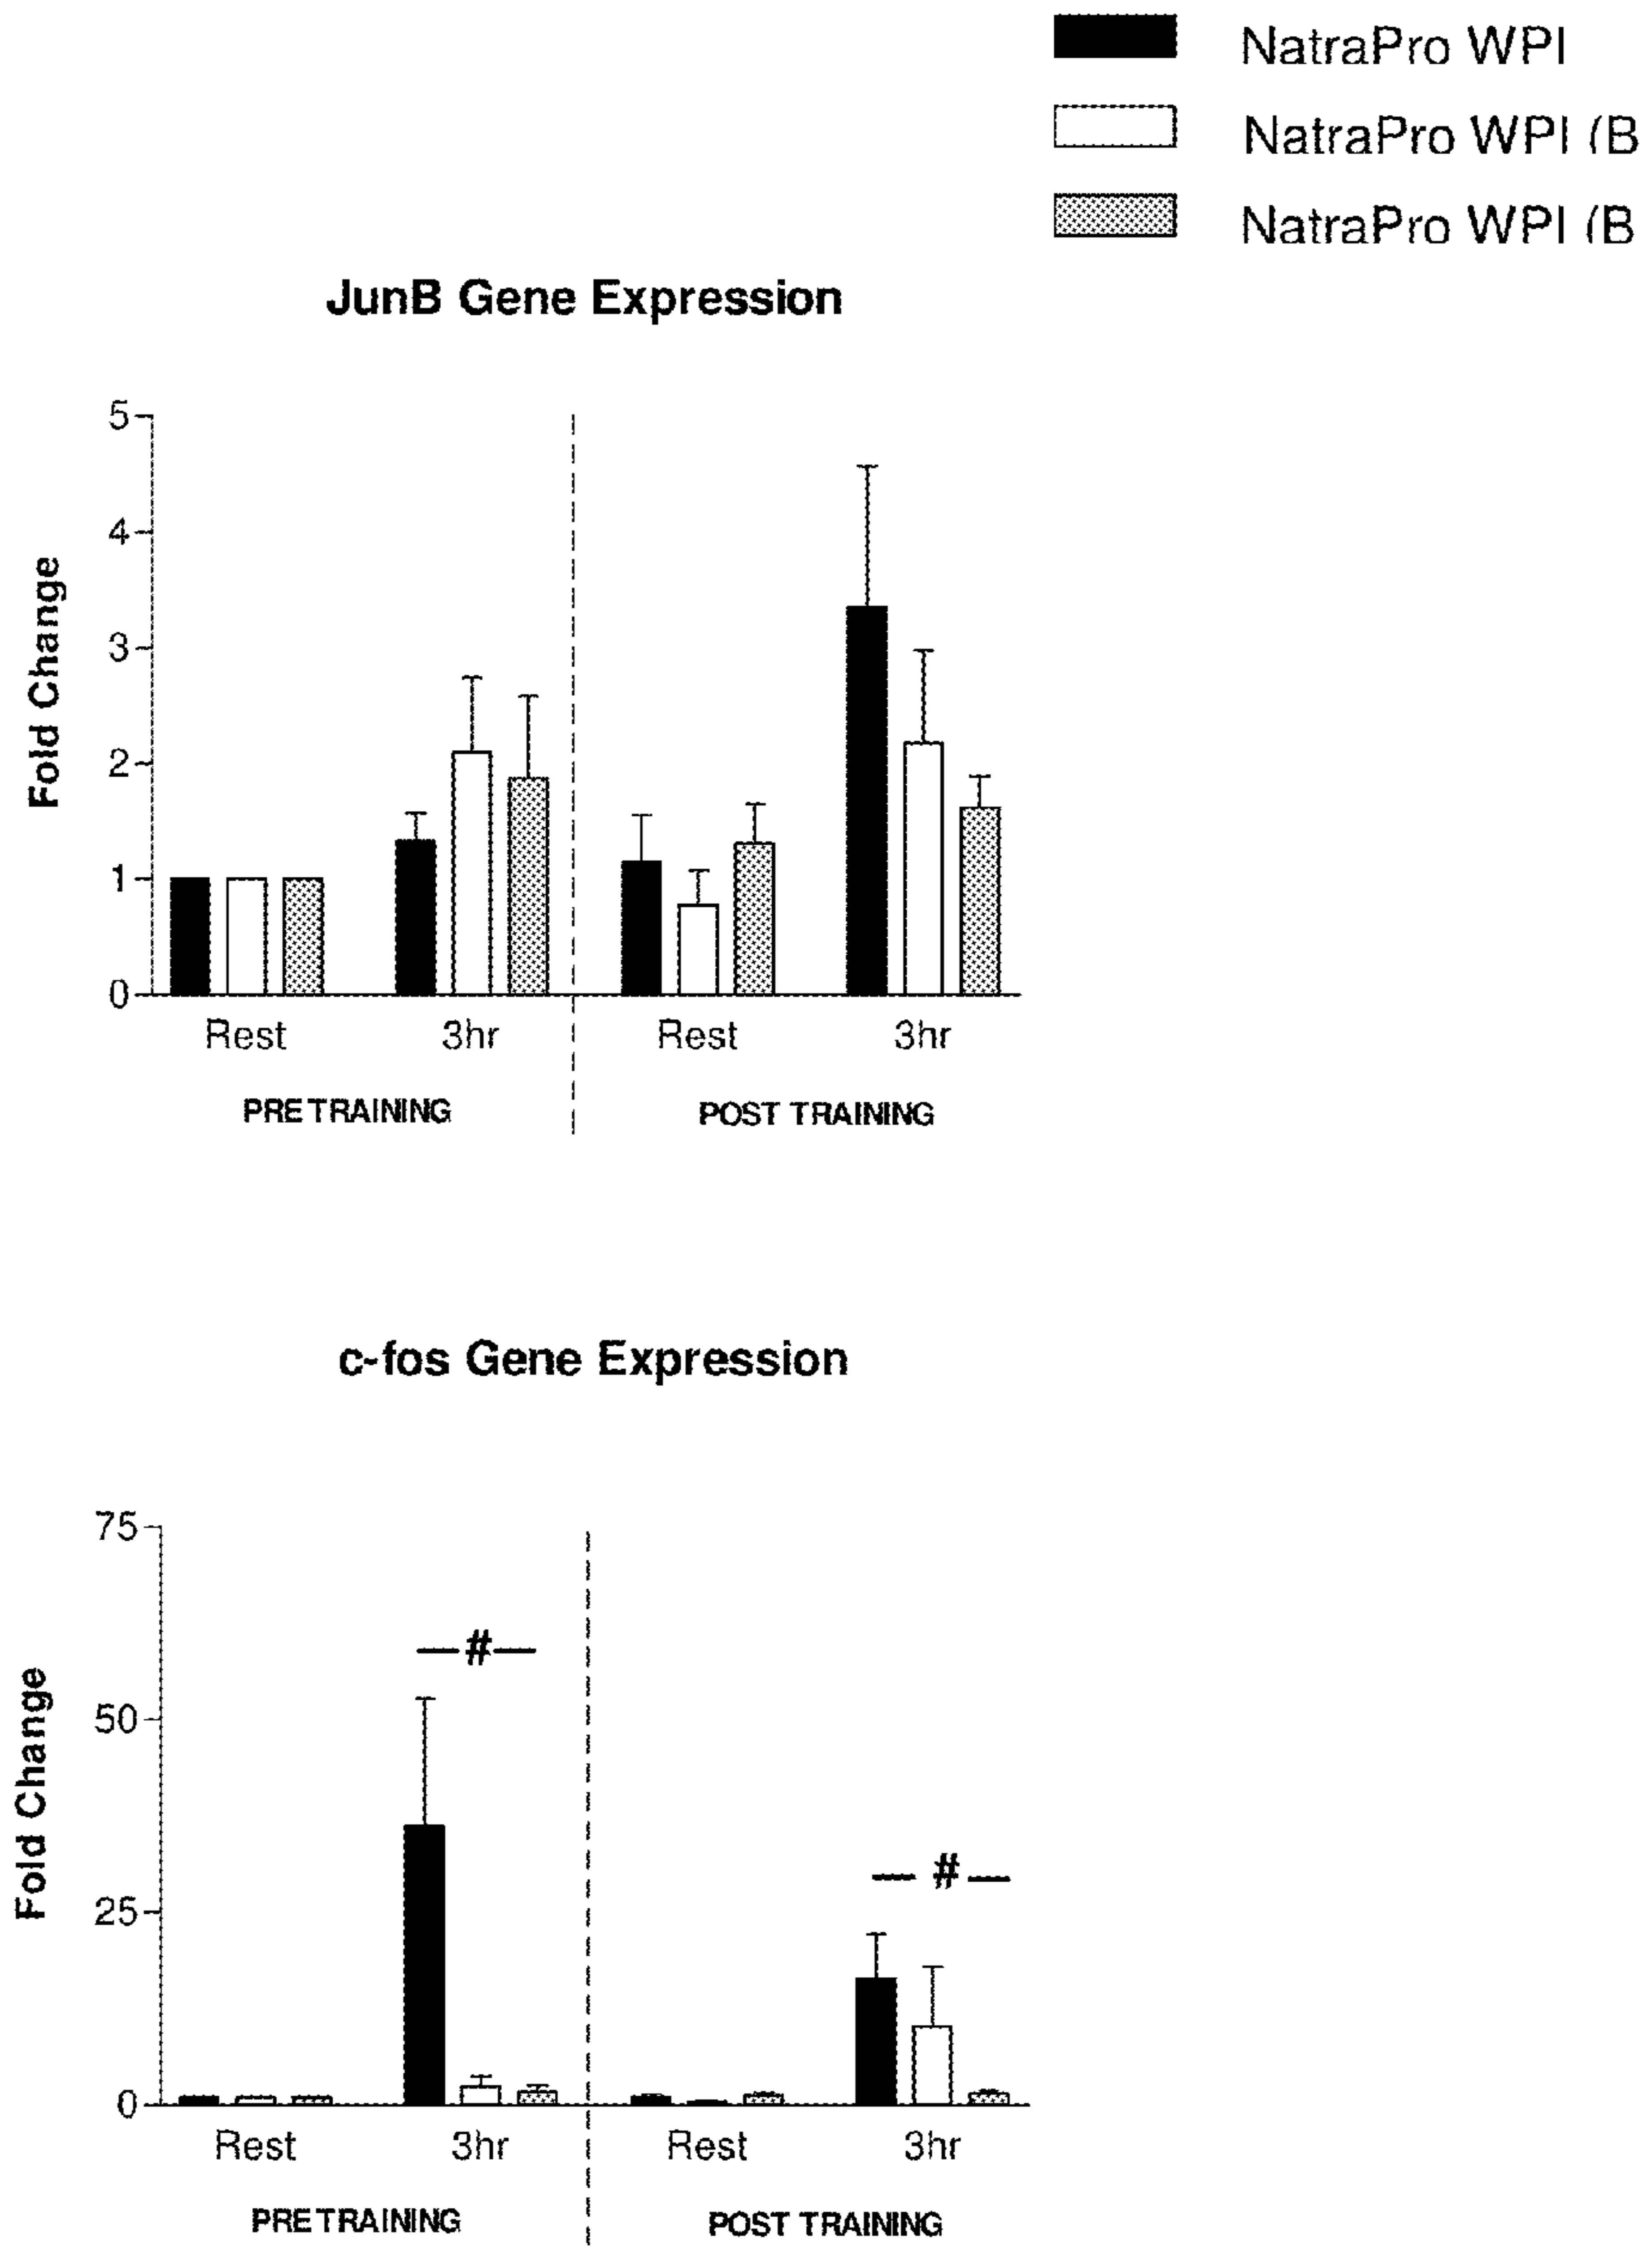 NatraPro WPI
NatraPro WPI (B
NatraPro WPI (B
JunB Gene Expression
5
4
3
2
1
0
Fold Change
Rest 3hr Rest 3hr
PRETRAINING POST TRAINING
c-fos Gene Expression
75
50
25
0
Fold Change
—#—
— # —
Rest 3hr Rest 3hr
PRETRAINING POST TRAINING